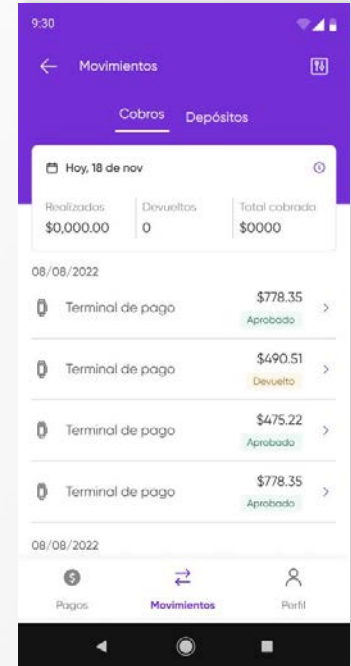 9:30
Movimientos
Cobros Depósitos
Hoy, 18 de nov
Realizados Devueltos Total cobrado
$0,000.00 0 $0000
08/08/2022
Terminal de pago $778.35
Aprobado
Terminal de pago $490.51
Devuelto
Terminal de pago $475.22
Aprobado
Terminal de pago $778.35
Aprobado
08/08/2022
Pagos Movimientos Perfil